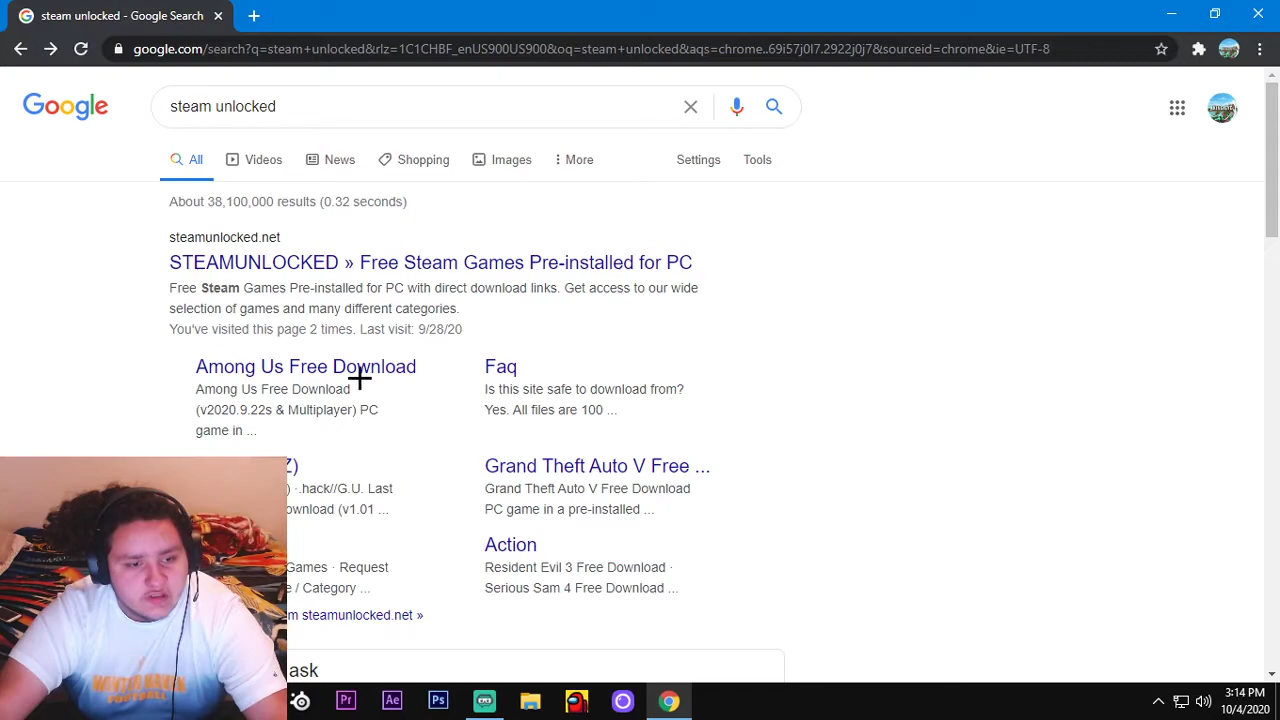 steam unlocked - Google Search
google.com/search?q=steam+unlocked&rlz=1C1CHBF_enUS900US900&oq=steam+unlocked&aqs=chrome..69i57j0l7.2922j0j7&sourceid=chrome&ie=UTF-8
Google
steam unlocked
All Videos News Shopping Images More Settings Tools
About 38,100,000 results (0.32 seconds)
steamunlocked.net
STEAMUNLOCKED » Free Steam Games Pre-installed for PC
Free Steam Games Pre-installed for PC with direct download links. Get access to our wide
selection of games and many different categories.
You've visited this page 2 times. Last visit: 9/28/20
Among Us Free Download
Among Us Free Download
(v2020.9.22s & Multiplayer) PC
game in ...
Faq
Is this site safe to download from?
Yes. All files are 100 ...
Z)
) ·.hack//G.U. Last
ownload (v1.01 ...
Grand Theft Auto V Free ...
Grand Theft Auto V Free Download
PC game in a pre-installed ...
Games · Request
e / Category ...
Action
Resident Evil 3 Free Download ·
Serious Sam 4 Free Download ...
m steamunlocked.net »
ask
Pr Ae Ps
3:14 PM
10/4/2020